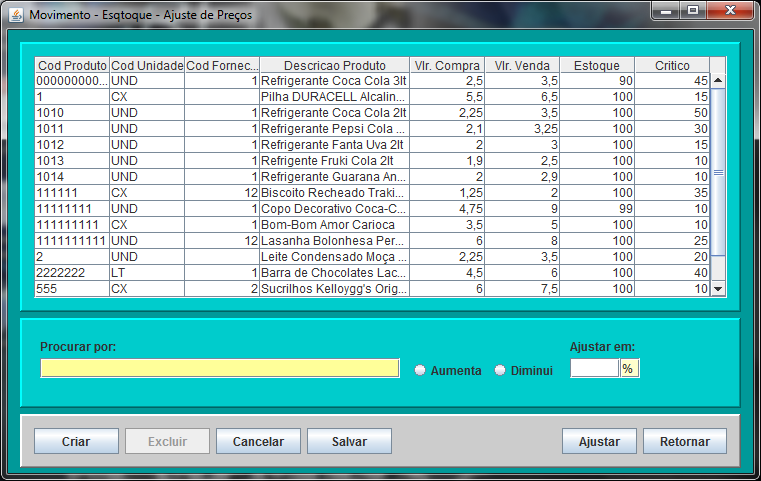 Movimento - Esqtoque - Ajuste de Preços
Cod Produto Cod Unidade Cod Fornec... Descricao Produto Vlr. Compra Vlr. Venda Estoque Critico
000000000... UND 1 Refrigerante Coca Cola 3lt 2,5 3,5 90 45
1 CX Pilha DURACELL Alcalin... 5,5 6,5 100 15
1010 UND 1 Refrigerante Coca Cola 2lt 2,25 3,5 100 50
1011 UND 1 Refrigerante Pepsi Cola ... 2,1 3,25 100 30
1012 UND 1 Refrigerante Fanta Uva 2lt 2 3 100 15
1013 UND 1 Refrigente Fruki Cola 2lt 1,9 2,5 100 10
1014 UND 1 Refrigerante Guarana An... 2 2,9 100 10
111111 CX 12 Biscoito Recheado Traki... 1,25 2 100 35
11111111 UND 1 Copo Decorativo Coca-C... 4,75 9 99 10
111111111 CX 1 Bom-Bom Amor Carioca 3,5 5 100 10
1111111111 UND 12 Lasanha Bolonhesa Per... 6 8 100 25
2 UND Leite Condensado Moça ... 2,25 3,5 100 20
2222222 LT 1 Barra de Chocolates Lac... 4,5 6 100 40
555 CX 2 Sucrilhos Kelloygg's Orig... 6 7,5 100 10
Procurar por: Ajustar em:
Aumenta Diminui %
Criar Excluir Cancelar Salvar Ajustar Retornar